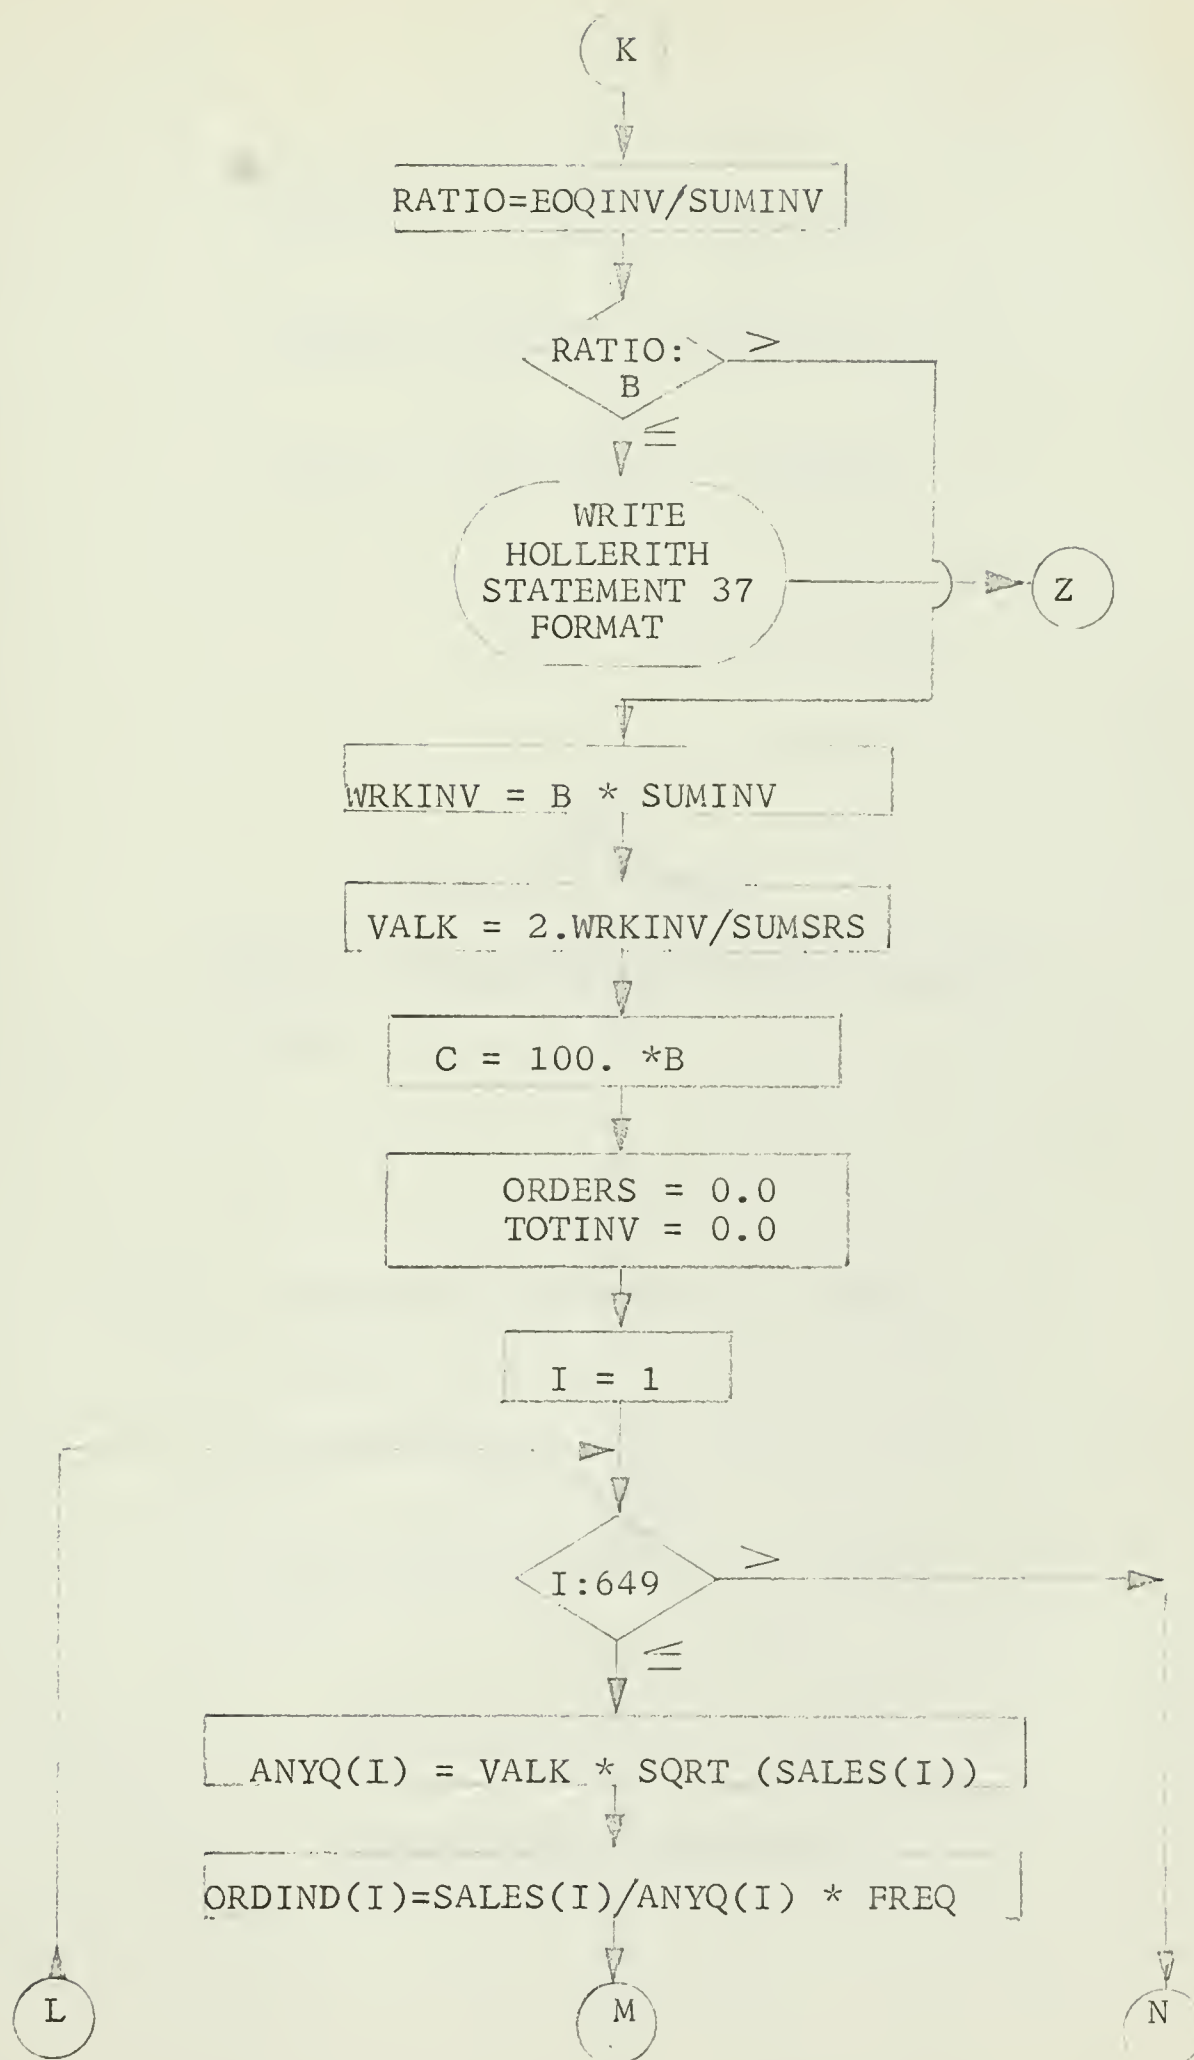 K
RATIO=EOQINV/SUMINV
RATIO:
B
>
≤
WRITE
HOLLERITH
STATEMENT 37
FORMAT
Z
WRKINV = B * SUMINV
VALK = 2.WRKINV/SUMSRS
C = 100. *B
ORDERS = 0.0
TOTINV = 0.0
I = 1
I:649
>
≤
ANYQ(I) = VALK * SQRT (SALES(I))
ORDIND(I)=SALES(I)/ANYQ(I) * FREQ
L
M
N